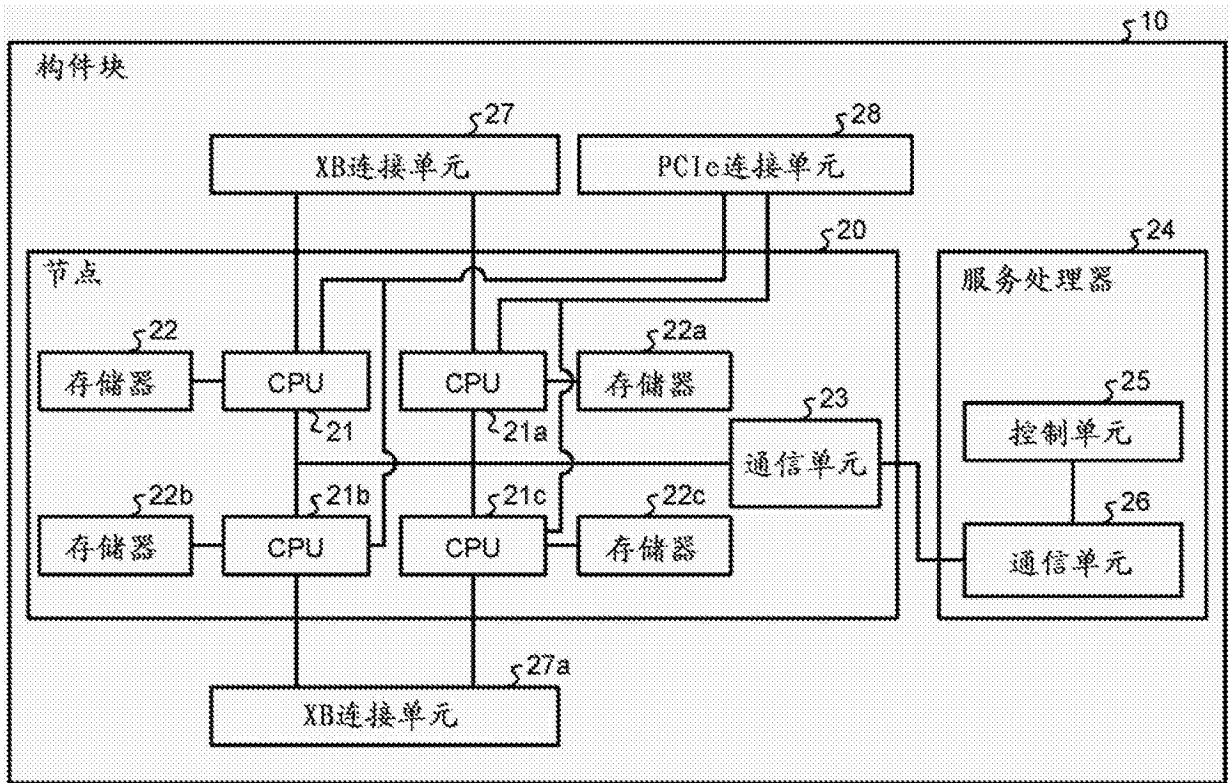 10
构件块
27
28
XB连接单元
PCIe连接单元
20
24
节点
服务处理器
22
22a
存储器
CPU
CPU
存储器
25
21
21a
23
控制单元
通信单元
22b
21b
21c
22c
26
存储器
CPU
CPU
存储器
通信单元
27a
XB连接单元